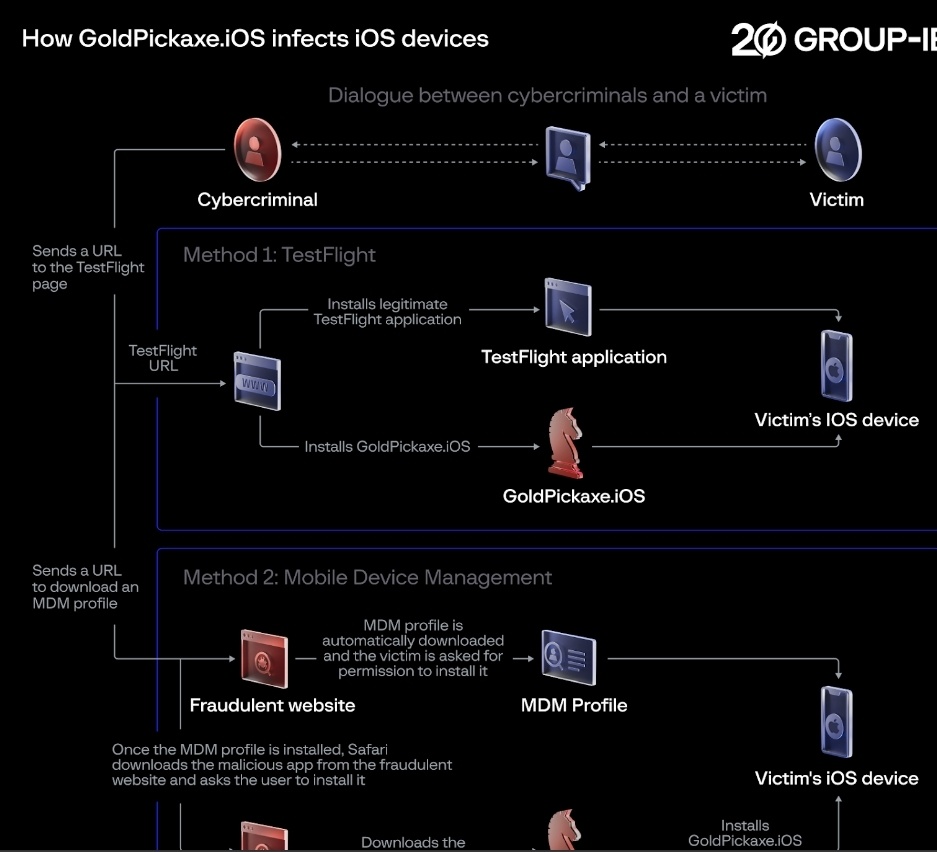 How GoldPickaxe.iOS infects iOS devices
GROUP-IB
Dialogue between cybercriminals and a victim
Cybercriminal
Victim
Sends a URL
to the TestFlight
page
Method 1: TestFlight
Installs legitimate
TestFlight application
TestFlight application
TestFlight
URL
WWW
Victim's IOS device
Installs GoldPickaxe.iOS
GoldPickaxe.iOS
Sends a URL
to download an
MDM profile
Method 2: Mobile Device Management
MDM profile is
automatically downloaded
and the victim is asked for
permission to install it
Fraudulent website
MDM Profile
Once the MDM profile is installed, Safari
downloads the malicious app from the fraudulent
website and asks the user to install it
Victim's iOS device
Downloads the
Installs
GoldPickaxe.iOS